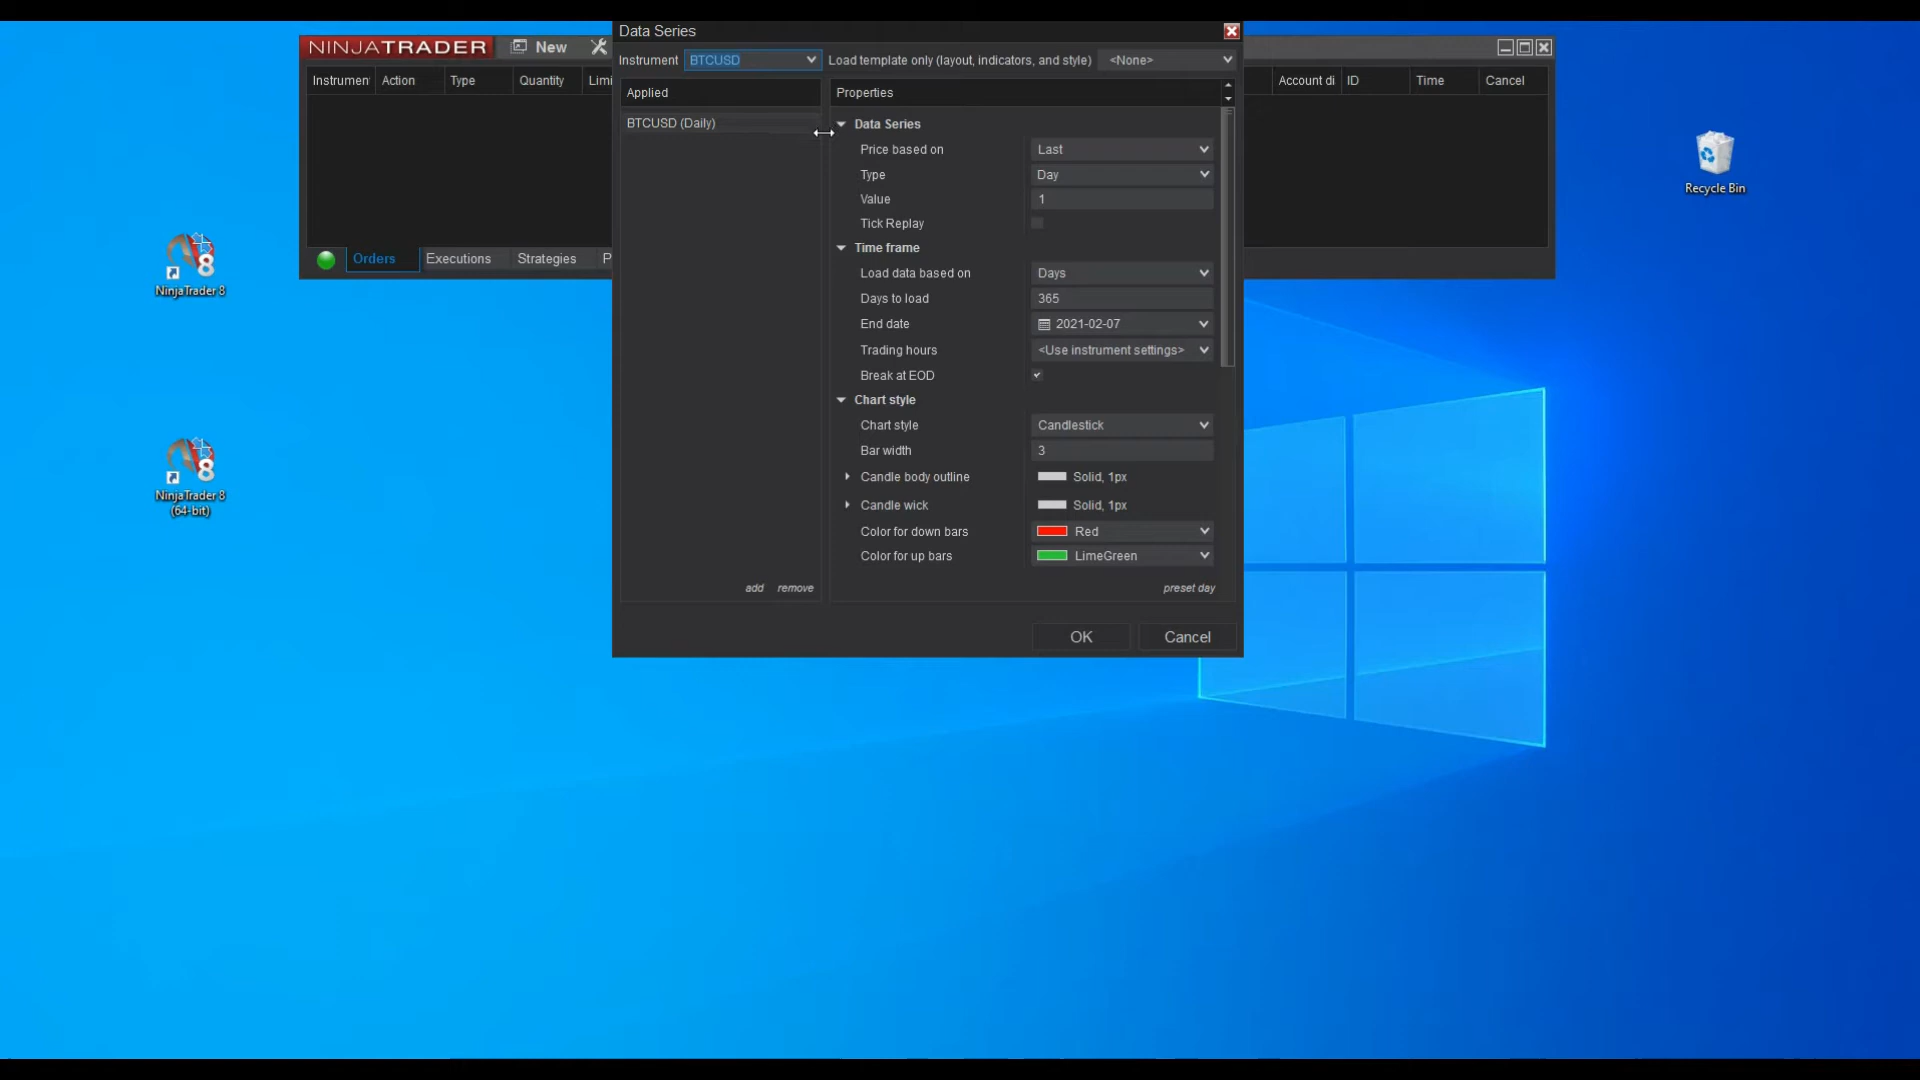 Data Series
NINJATRADER New
Instrument BTCUSD Load template only (layout, indicators, and style) <None>
Instrument Action Type Quantity Limi
Account di ID Time Cancel
Applied
Properties
BTCUSD (Daily)
Data Series
Price based on Last
Type Day
Value 1
Tick Replay
Time frame
Load data based on Days
Days to load 365
End date 2021-02-07
Trading hours <Use instrument settings>
Break at EOD
Chart style
Chart style Candlestick
Bar width 3
Candle body outline Solid, 1px
Candle wick Solid, 1px
Color for down bars Red
Color for up bars LimeGreen
add remove
preset day
OK Cancel
Orders Executions Strategies P
8
NinjaTrader 8
8
NinjaTrader 8
(64-bit)
Recycle Bin